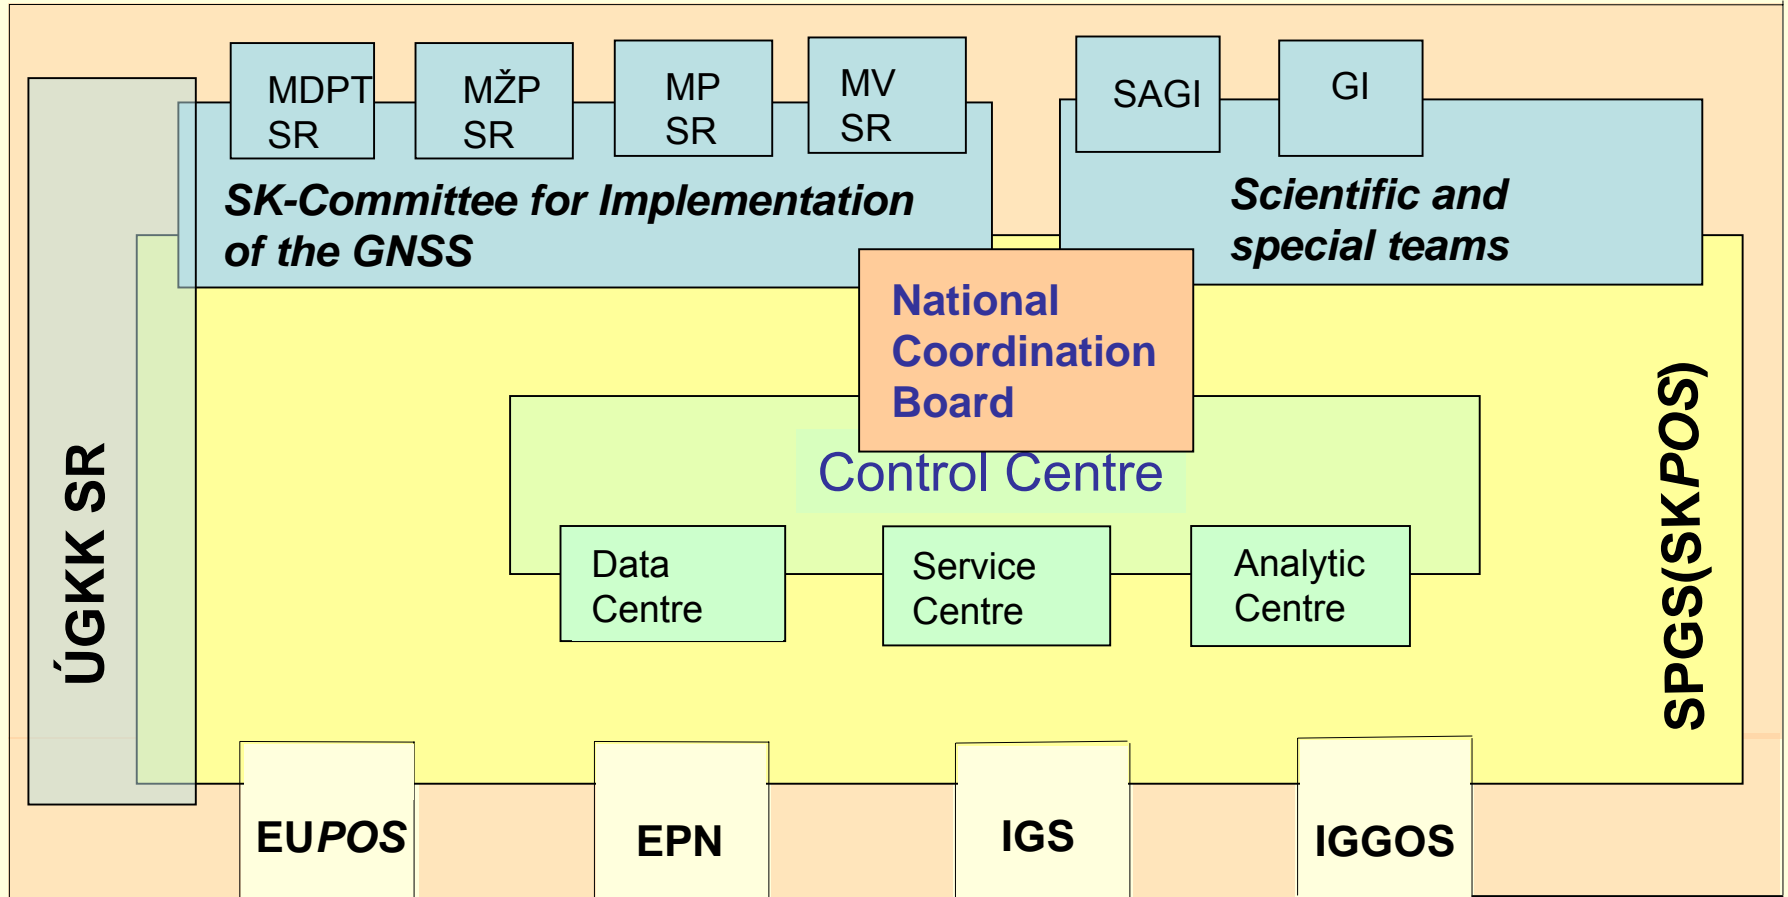 MDPT
SR
MŽP
SR
MP
SR
MV
SR
SAGI
GI
SK-Committee for Implementation
of the GNSS
Scientific and
special teams
National
Coordination
Board
Control Centre
Data
Centre
Service
Centre
Analytic
Centre
ÚGKK SR
SPGS(SKPOS)
EUPOS
EPN
IGS
IGGOS